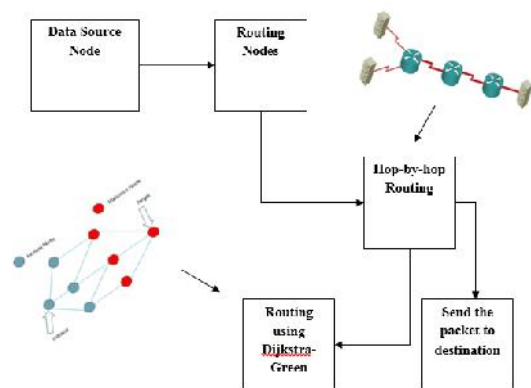 Data Source
Node
Routing
Nodes
Hop-by-hop
Routing
Routing
using
Dijkstra-
Green
Send the
packet to
destination